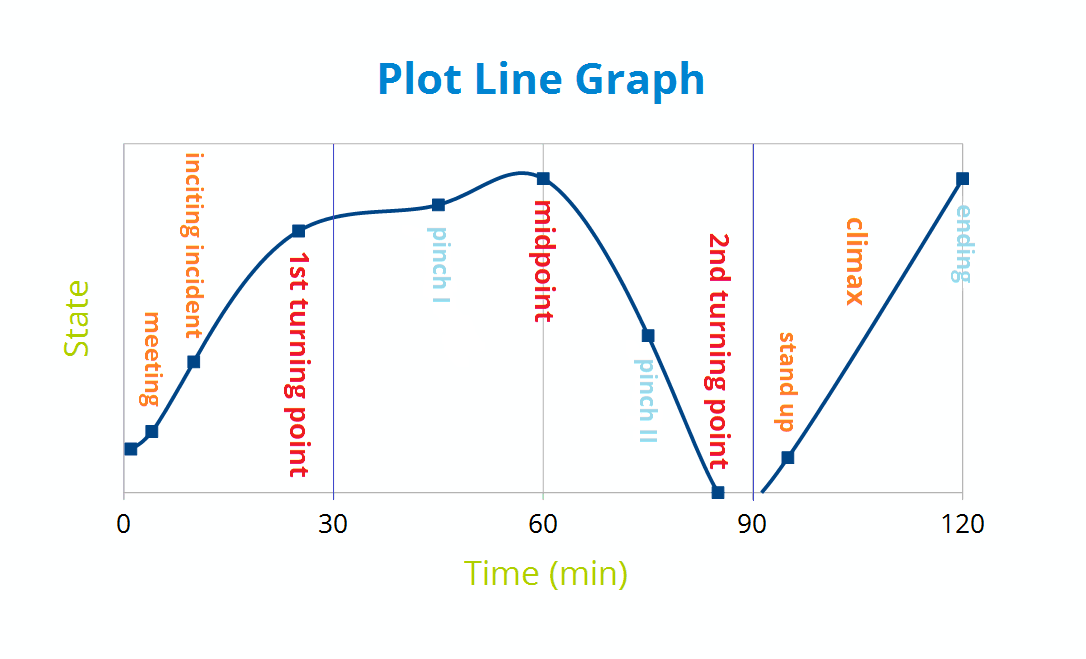 Plot Line Graph
State
meeting
inciting incident
1st turning point
pinch I
midpoint
pinch II
2nd turning point
stand up
climax
ending
0 30 60 90 120
Time (min)